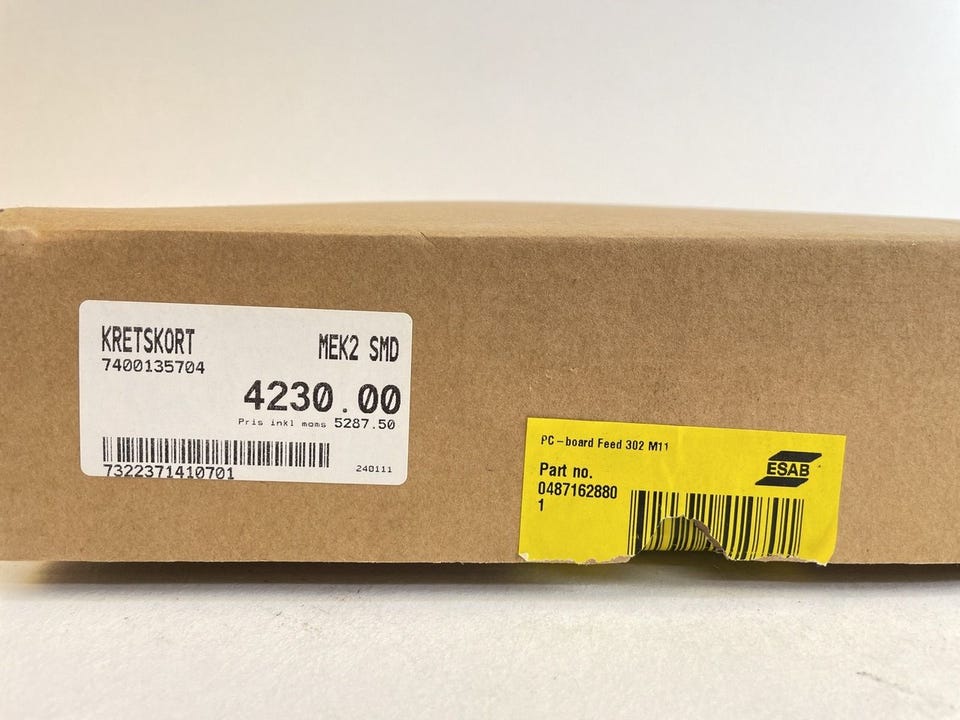 KRETSKORT MEK2 SMD
7400135704
4230.00
Pris inkl moms 5287.50
7322371410701
240111
PC-board Feed 302 M11
ESAB
Part no.
0487162880
1